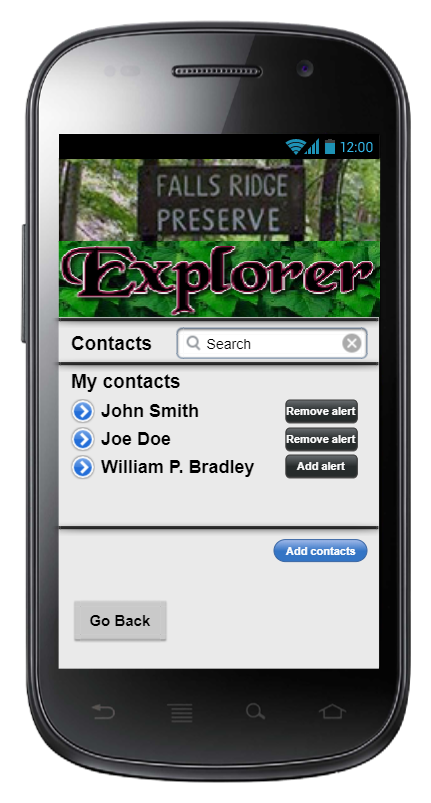 12:00
FALLS RIDGE
PRESERVE
Explorer
Contacts
Search
My contacts
John Smith
Remove alert
Joe Doe
Remove alert
William P. Bradley
Add alert
Add contacts
Go Back